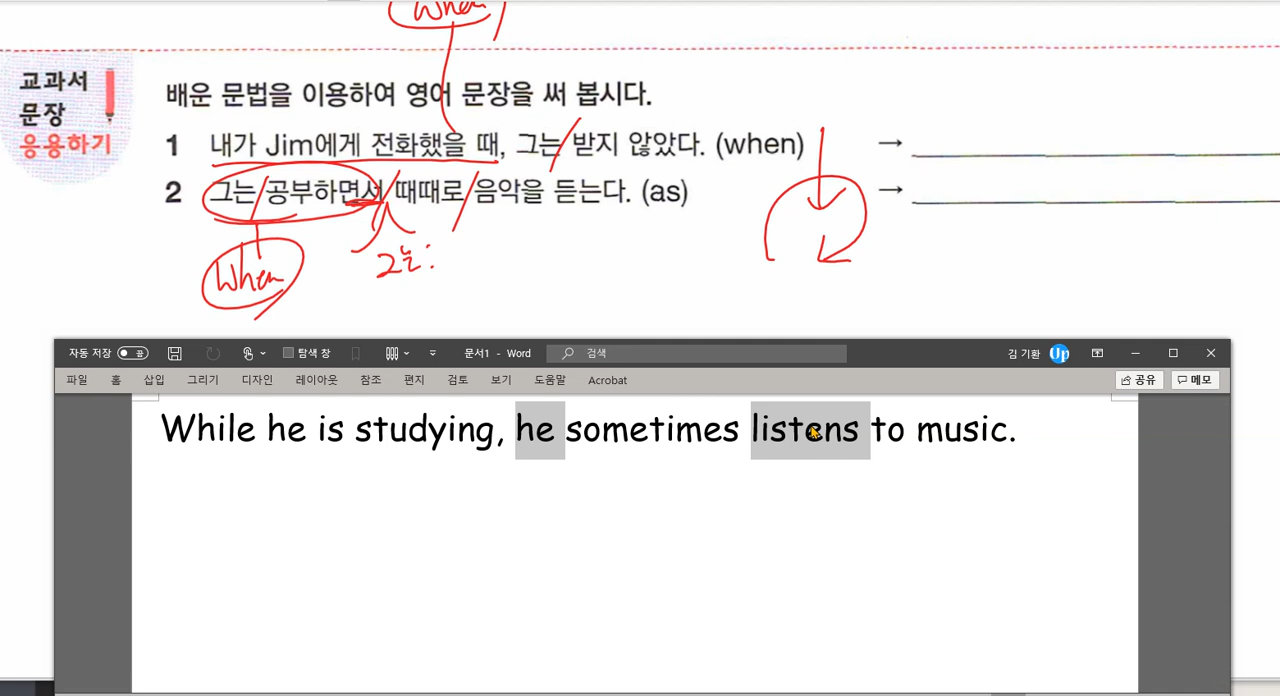 when
교과서
문장
응용하기
배운 문법을 이용하여 영어 문장을 써 봅시다.
1 내가 Jim에게 전화했을 때, 그는 받지 않았다. (when) →
2 그는 공부하면서 때때로 음악을 듣는다. (as) →
when
2는:
자동 저장 끔 탐색 창 문서1 - Word 검색 김 기환 Up
파일 홈 삽입 그리기 디자인 레이아웃 참조 편지 검토 보기 도움말 Acrobat 공유 메모
While he is studying, he sometimes listens to music.